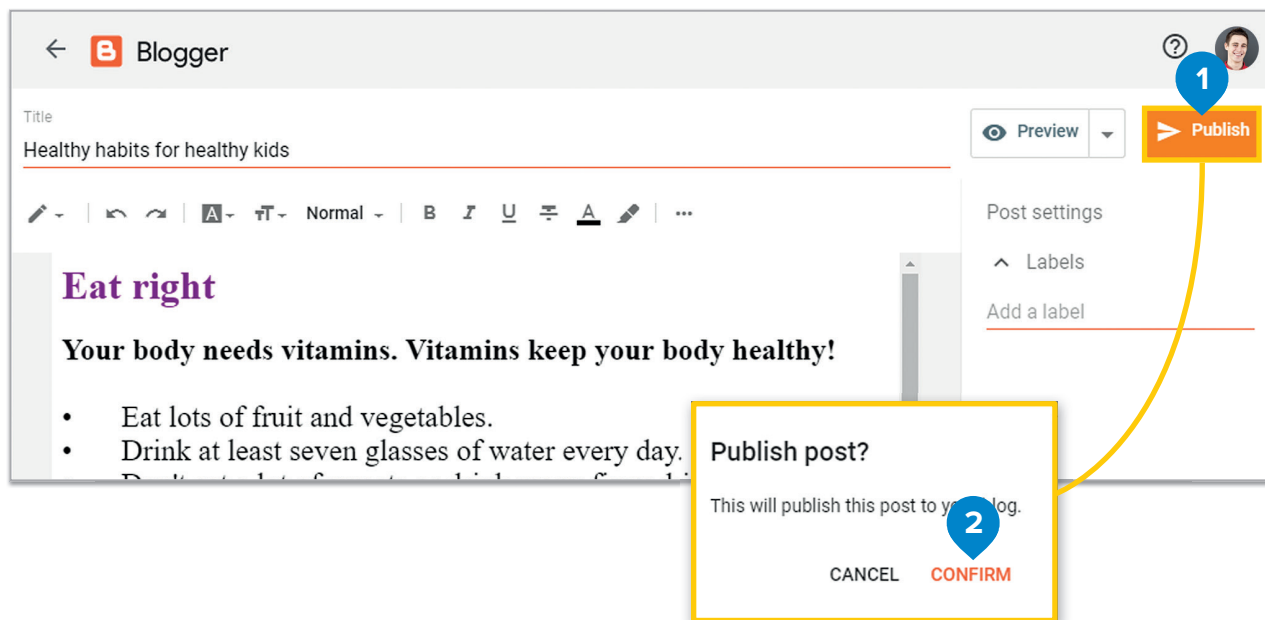 Blogger
1
Title
Healthy habits for healthy kids
Preview
Publish
Normal
B I U A
Post settings
Labels
Add a label
Eat right
Your body needs vitamins. Vitamins keep your body healthy!
• Eat lots of fruit and vegetables.
• Drink at least seven glasses of water every day.
Publish post?
This will publish this post to your blog.
2
CANCEL CONFIRM